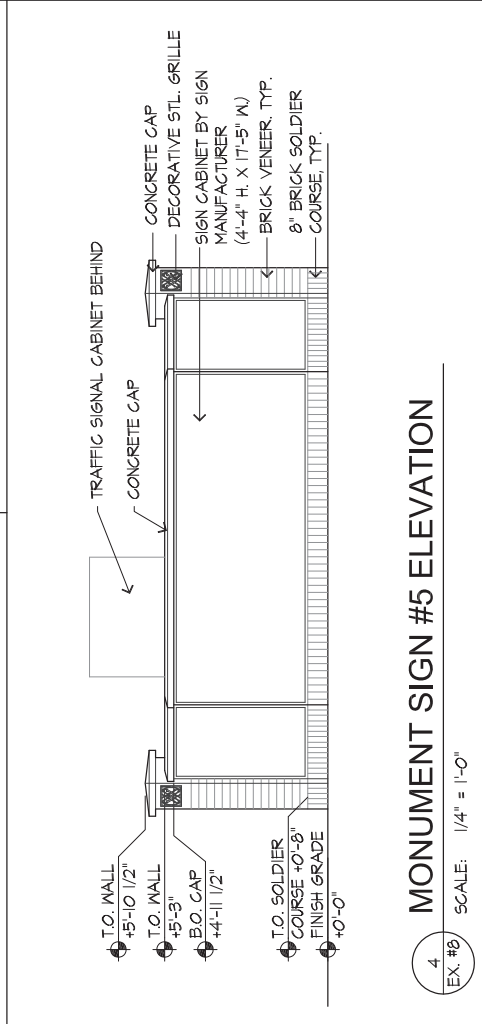 TRAFFIC SIGNAL CABINET BEHIND
CONCRETE CAP
CONCRETE CAP
DECORATIVE STL. GRILLE
SIGN CABINET BY SIGN
MANUFACTURER
(4'-4" H. X 17'-5" W.)
BRICK VENEER. TYP.
8" BRICK SOLDIER
COURSE, TYP.
T.O. WALL
+5'-10 1/2"
T.O. WALL
+5'-3"
B.O. CAP
+4'-11 1/2"
T.O. SOLDIER
COURSE +0'-8"
FINISH GRADE
+0'-0"
4
EX. #8
MONUMENT SIGN #5 ELEVATION
SCALE: 1/4" = 1'-0"